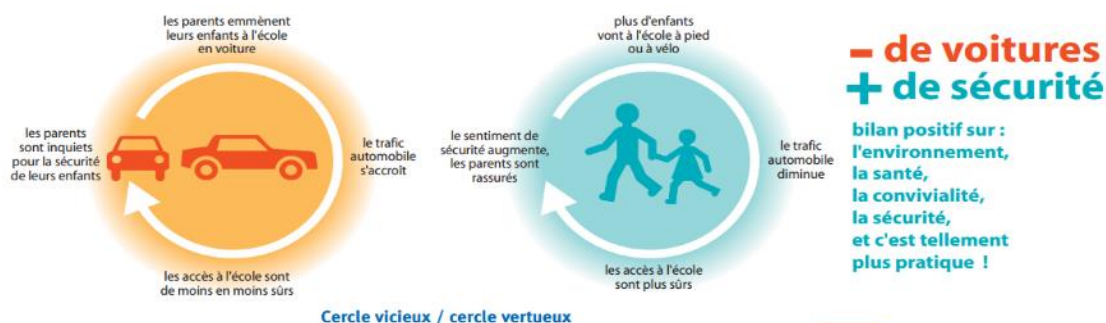 les parents emmènent
leurs enfants à l'école
en voiture
le trafic
automobile
s'accroît
les accès à l'école sont
de moins en moins sûrs
les parents
sont inquiets
pour la sécurité
de leurs enfants
plus d'enfants
vont à l'école à pied
ou à vélo
le trafic
automobile
diminue
les accès à l'école
sont plus sûrs
le sentiment de
sécurité augmente,
les parents sont
rassurés
- de voitures
+ de sécurité
bilan positif sur :
l'environnement,
la santé,
la convivialité,
la sécurité,
et c'est tellement
plus pratique !
Cercle vicieux / cercle vertueux